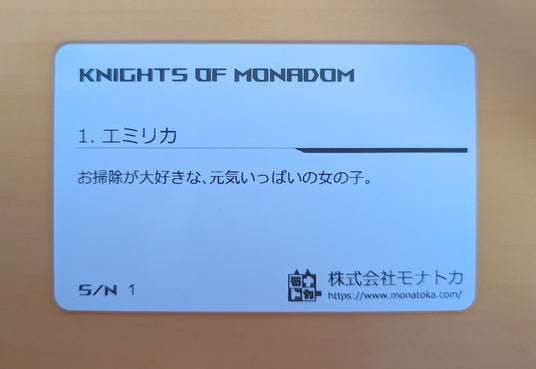 KNIGHTS OF MONADOM
1. エミリカ
お掃除が大好きな、元気いっぱいの女の子。
S/N 1
株式会社モナトカ
https://www.monatoka.com/